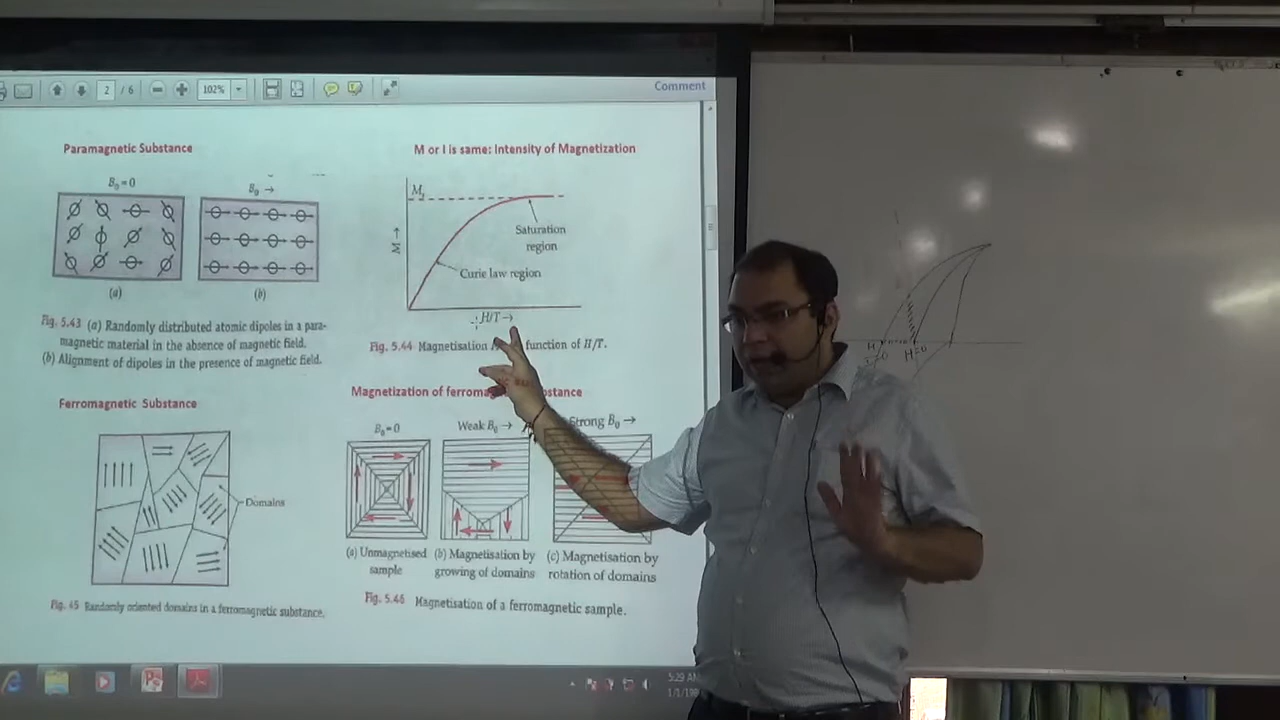 2 / 6
102%
Comment
Paramagnetic Substance
M or I is same: Intensity of Magnetization
B₀ = 0
B₀ →
(a)
(b)
Fig. 5.43 (a) Randomly distributed atomic dipoles in a para-
magnetic material in the absence of magnetic field.
(b) Alignment of dipoles in the presence of magnetic field.
Mₛ
M →
Saturation
region
Curie law region
H/T →
Fig. 5.44 Magnetisation function of H/T.
Ferromagnetic Substance
Domains
Fig. 45 Randomly oriented domains in a ferromagnetic substance.
Magnetization of
B₀ = 0
Weak B₀ →
Strong B₀ →
(a) Unmagnetised
sample
(b) Magnetisation by
growing of domains
(c) Magnetisation by
rotation of domains
Fig. 5.46 Magnetisation of a ferromagnetic sample.
5:29 AM
H=0